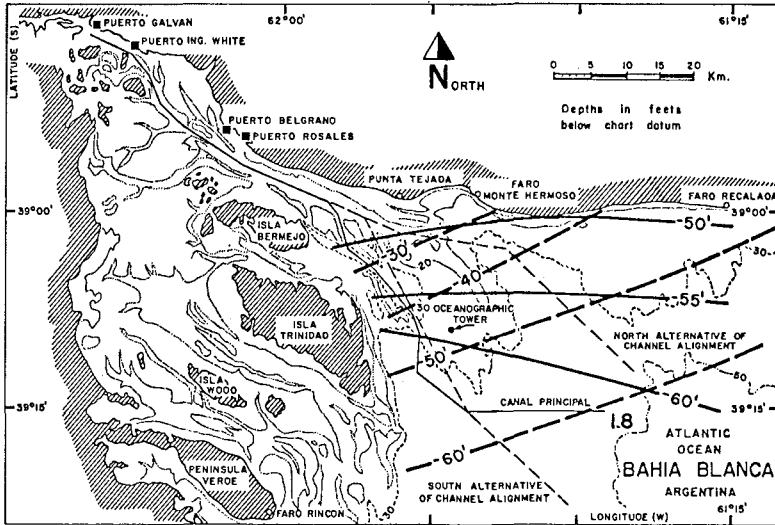 62°00'
61°15'
LATITUDE (S)
PUERTO GALVAN
PUERTO ING. WHITE
NORTH
0 5 10 15 20
Km.
Depths in feets
below chart datum
PUERTO BELGRANO
PUERTO ROSALES
PUNTA TEJADA
FARO
MONTE HERMOSO
FARO RECALADA
39°00'
39°00'
ISLA
BERMEJO
50'
30'
20
40'
30
55'
ISLA
TRINIDAD
30 OCEANOGRAPHIC
TOWER
NORTH ALTERNATIVE OF
CHANNEL ALIGNMENT
50'
50
ISLA
WOOD
60'
39°15'
39°15'
CANAL PRINCIPAL
1.8
60'
ATLANTIC
OCEAN
BAHIA BLANCA
ARGENTINA
PENINSULA
VERDE
SOUTH ALTERNATIVE
OF CHANNEL ALIGNMENT
30
FARO RINCON
LONGITUDE (W)
61°15'